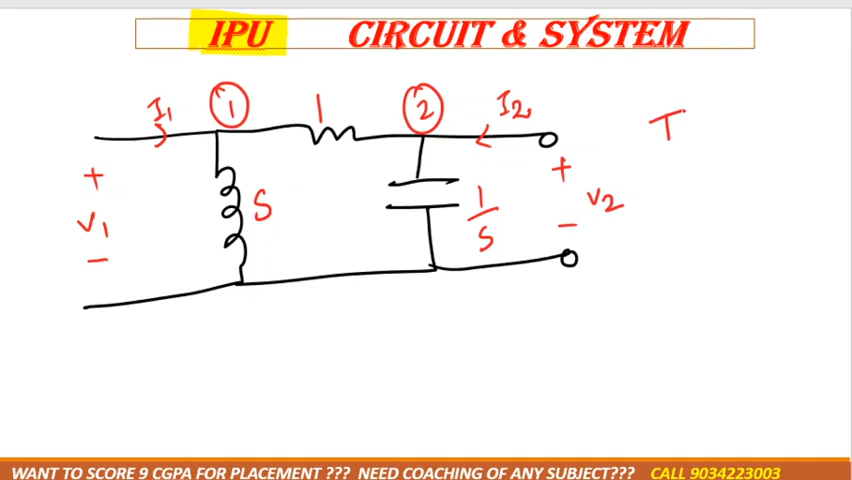 IPU CIRCUIT & SYSTEM
I1 1 1 2 I2
T
+ +
V1 S 1/S V2
- -
WANT TO SCORE 9 CGPA FOR PLACEMENT ??? NEED COACHING OF ANY SUBJECT??? CALL 9034223003